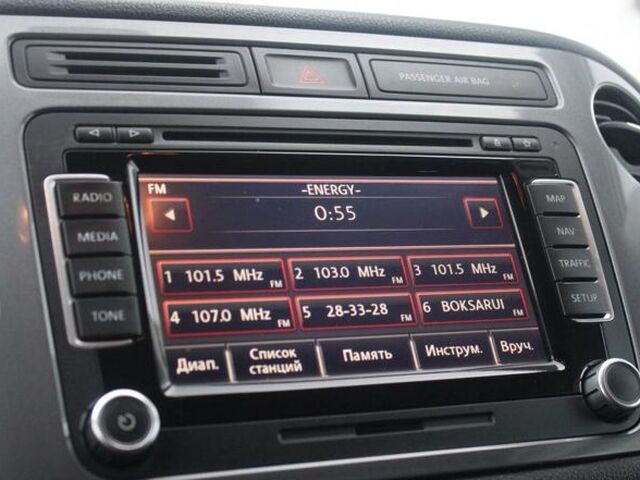 PASSENGER AIR BAG
RADIO
MEDIA
PHONE
TONE
MAP
NAV
TRAFFIC
SETUP
FM
-ENERGY-
0:55
1 101.5 MHz FM
2 103.0 MHz FM
3 101.5 MHz FM
4 107.0 MHz FM
5 28-33-28 FM
6 BOKSARUI FM
Диап.
Список
станций
Память
Инструм.
Вруч.